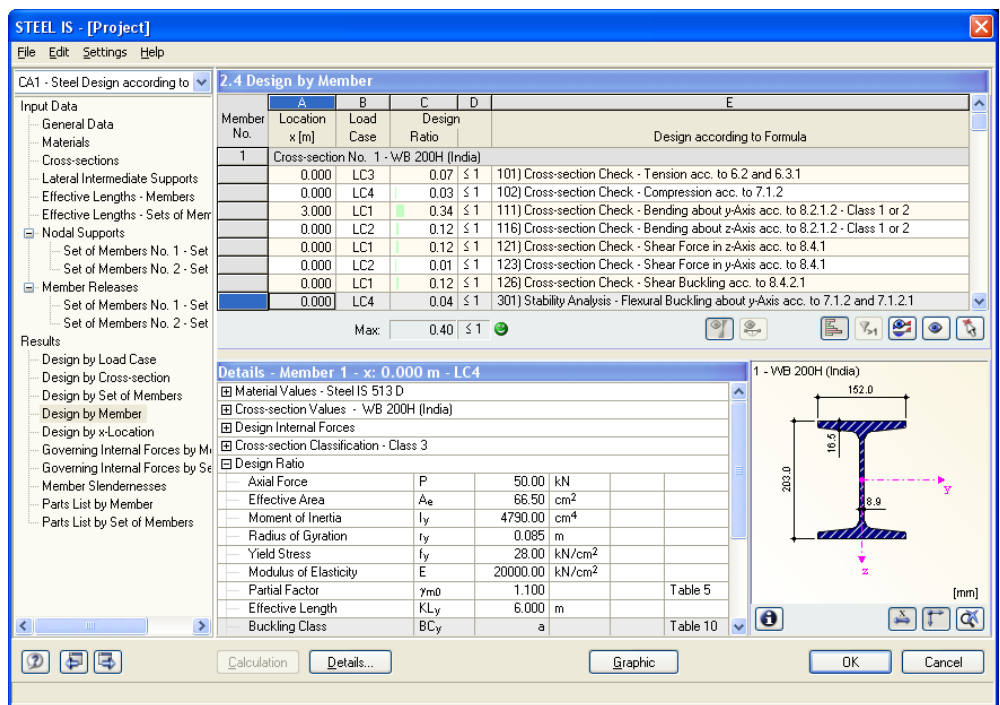 STEEL IS - [Project]
File Edit Settings Help
CA1 - Steel Design according to
Input Data
General Data
Materials
Cross-sections
Lateral Intermediate Supports
Effective Lengths - Members
Effective Lengths - Sets of Mem
Nodal Supports
Set of Members No. 1 - Set
Set of Members No. 2 - Set
Member Releases
Set of Members No. 1 - Set
Set of Members No. 2 - Set
Results
Design by Load Case
Design by Cross-section
Design by Set of Members
Design by Member
Design by x-Location
Governing Internal Forces by M
Governing Internal Forces by Se
Member Slendernesses
Parts List by Member
Parts List by Set of Members
2.4 Design by Member
A B C D E
Member Location Load Design
No. x [m] Case Ratio Design according to Formula
1 Cross-section No. 1 - WB 200H (India)
0.000 LC3 0.07 ≤ 1 101) Cross-section Check - Tension acc. to 6.2 and 6.3.1
0.000 LC4 0.03 ≤ 1 102) Cross-section Check - Compression acc. to 7.1.2
3.000 LC1 0.34 ≤ 1 111) Cross-section Check - Bending about y-Axis acc. to 8.2.1.2 - Class 1 or 2
0.000 LC2 0.12 ≤ 1 116) Cross-section Check - Bending about z-Axis acc. to 8.2.1.2 - Class 1 or 2
0.000 LC1 0.12 ≤ 1 121) Cross-section Check - Shear Force in z-Axis acc. to 8.4.1
0.000 LC2 0.01 ≤ 1 123) Cross-section Check - Shear Force in y-Axis acc. to 8.4.1
0.000 LC1 0.12 ≤ 1 126) Cross-section Check - Shear Buckling acc. to 8.4.2.1
0.000 LC4 0.04 ≤ 1 301) Stability Analysis - Flexural Buckling about y-Axis acc. to 7.1.2 and 7.1.2.1
Max: 0.40 ≤ 1
Details - Member 1 - x: 0.000 m - LC4
Material Values - Steel IS 513 D
Cross-section Values - WB 200H (India)
Design Internal Forces
Cross-section Classification - Class 3
Design Ratio
Axial Force P 50.00 kN
Effective Area Ae 66.50 cm2
Moment of Inertia Iy 4790.00 cm4
Radius of Gyration ry 0.085 m
Yield Stress fy 28.00 kN/cm2
Modulus of Elasticity E 20000.00 kN/cm2
Partial Factor γm0 1.100 Table 5
Effective Length KLy 6.000 m
Buckling Class BCy a Table 10
1 - WB 200H (India)
152.0
16.5
203.0
8.9
y
z
[mm]
Calculation Details... Graphic OK Cancel